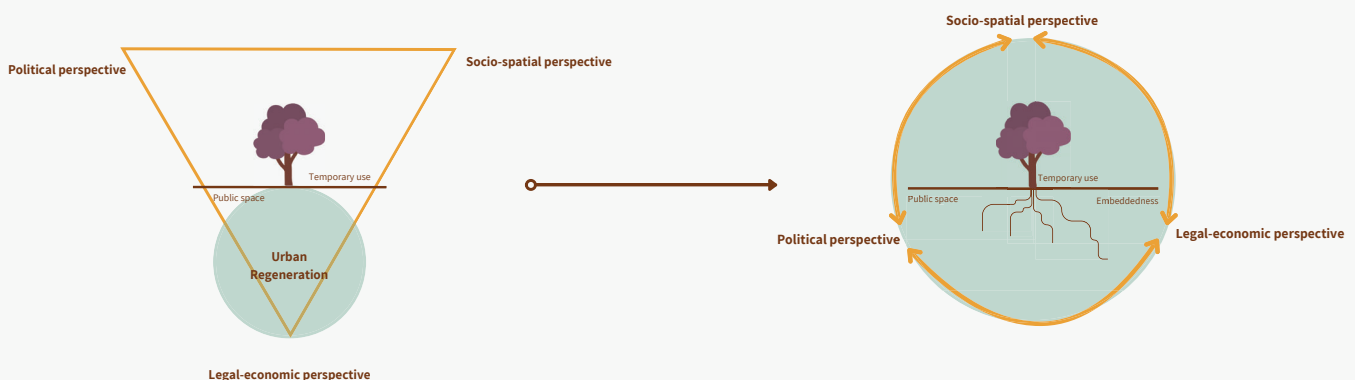 Political perspective
Socio-spatial perspective
Temporary use
Public space
Urban
Regeneration
Legal-economic perspective
Socio-spatial perspective
Temporary use
Public space
Embeddedness
Political perspective
Legal-economic perspective